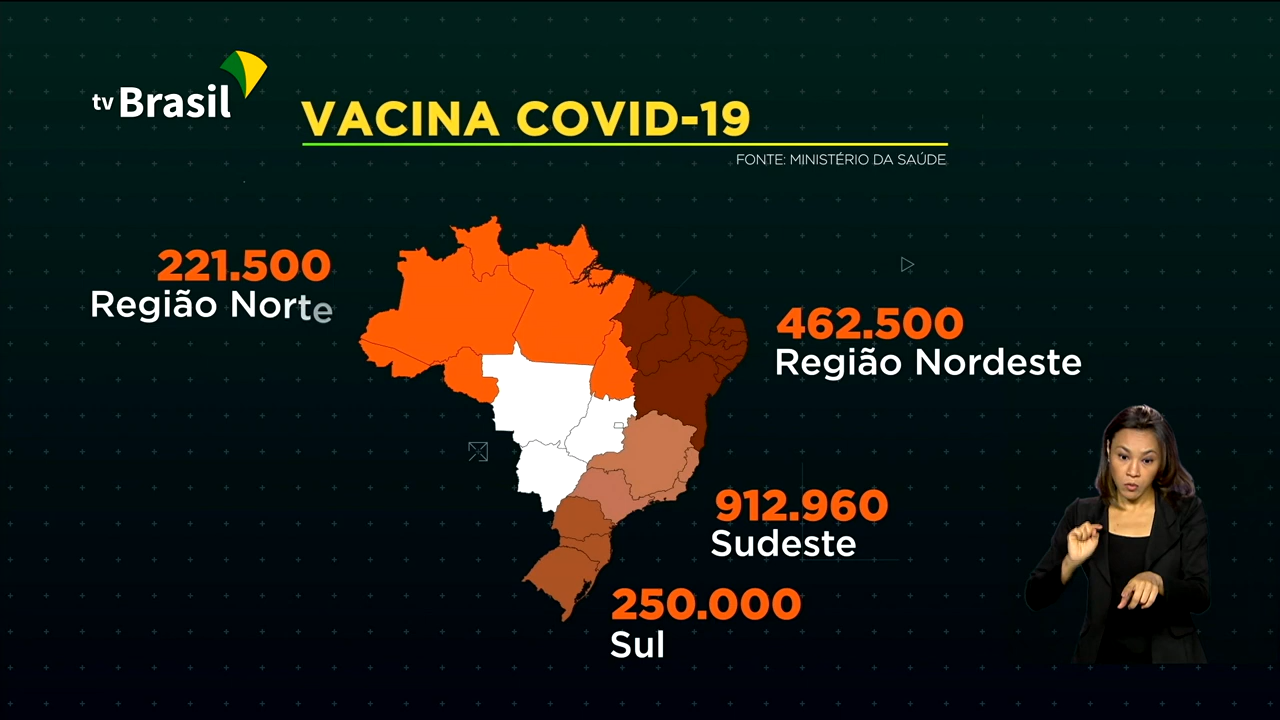 tv Brasil
VACINA COVID-19
FONTE: MINISTÉRIO DA SAÚDE
221.500
Região Norte
462.500
Região Nordeste
912.960
Sudeste
250.000
Sul